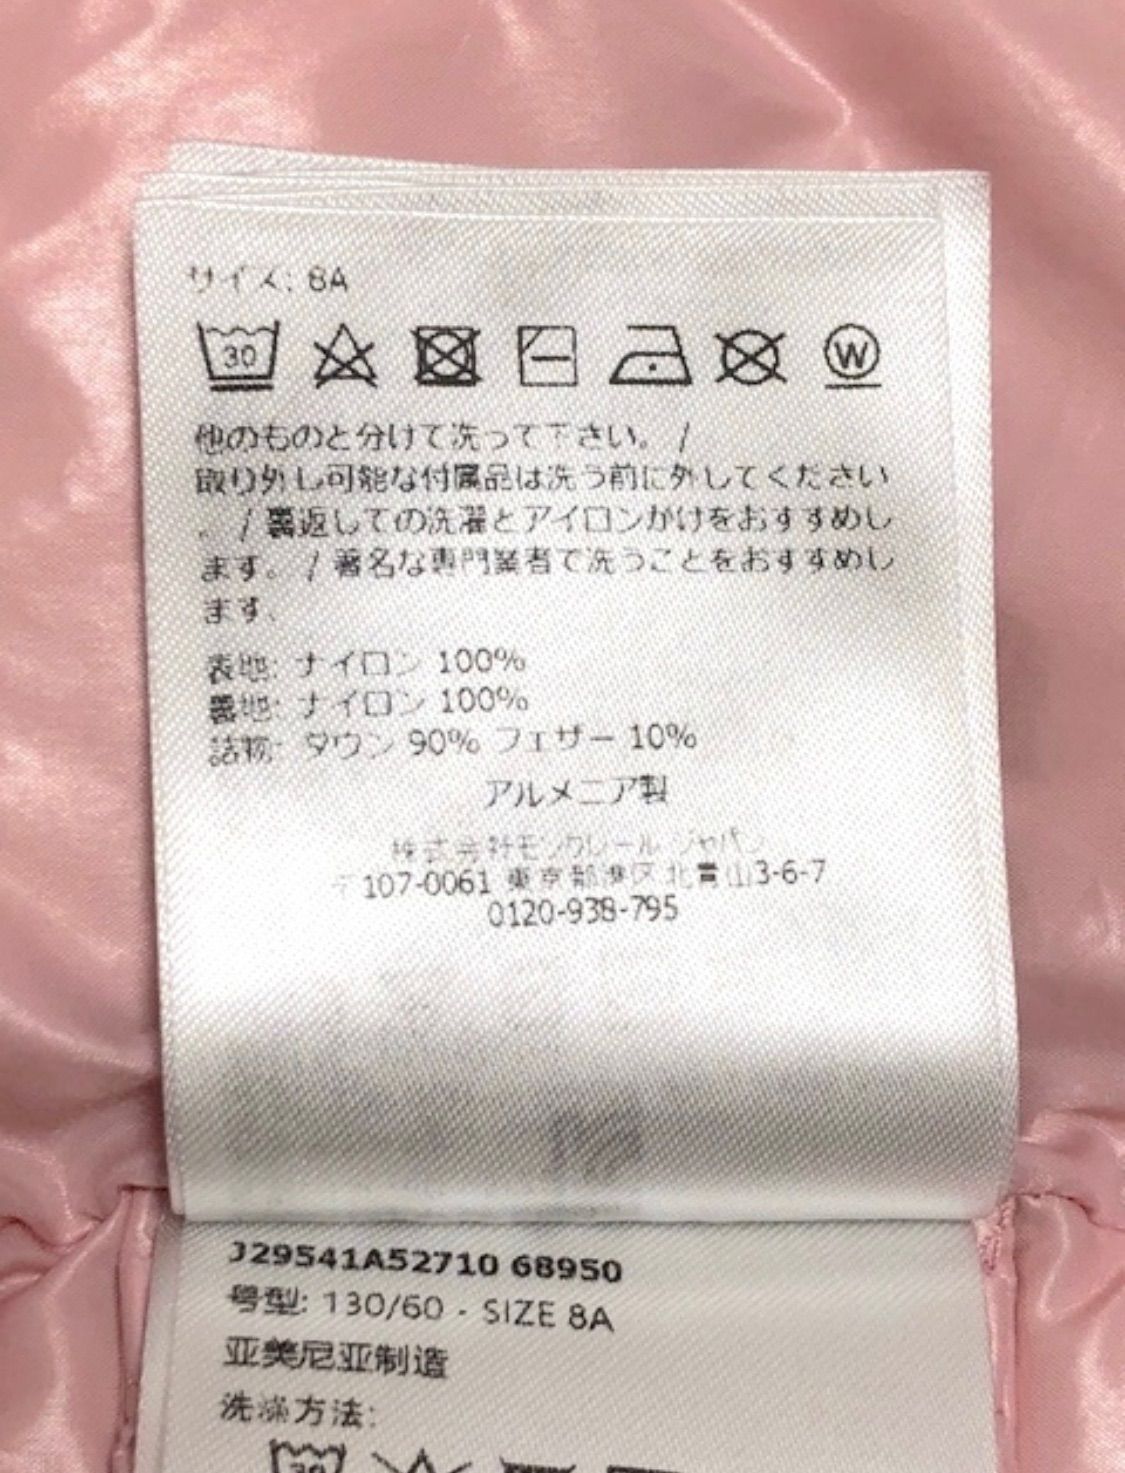 サイズ: 8A
30 W
他のものと分けて洗って下さい。 /
取り外し可能な付属品は洗う前に外してください
。 / 裏返しての洗濯とアイロンがけをおすすめし
ます。 / 著名な専門業者で洗うことをおすすめし
ます、
表地: ナイロン 100%
裏地: ナイロン 100%
詰物: ダウン 90% フェザー 10%
アルメニア製
株式会社モンクレール ジャパン
〒107-0061 東京都港区北青山3-6-7
0120-938-795
J29541A52710 68950
号型: 130/60 - SIZE 8A
亚美尼亚制造
洗涤方法:
30